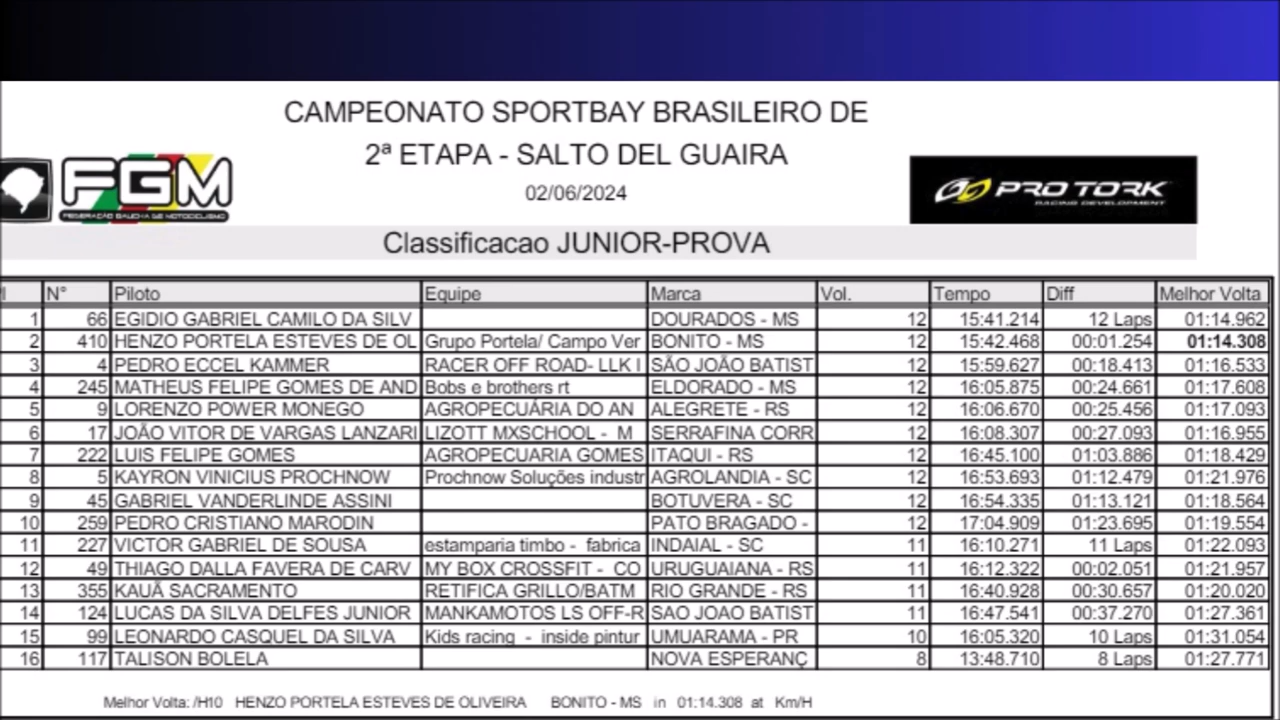 CAMPEONATO SPORTBAY BRASILEIRO DE
2ª ETAPA - SALTO DEL GUAIRA
02/06/2024
FGM
FEDERAÇÃO GAÚCHA DE MOTOCICLISMO
PRO TORK
RACING DEVELOPMENT
Classificacao JUNIOR-PROVA
N° Piloto Equipe Marca Vol. Tempo Diff Melhor Volta
1 66 EGIDIO GABRIEL CAMILO DA SILV DOURADOS - MS 12 15:41.214 12 Laps 01:14.962
2 410 HENZO PORTELA ESTEVES DE OL Grupo Portela/ Campo Ver BONITO - MS 12 15:42.468 00:01.254 01:14.308
3 4 PEDRO ECCEL KAMMER RACER OFF ROAD- LLK I SÃO JOÃO BATIST 12 15:59.627 00:18.413 01:16.533
4 245 MATHEUS FELIPE GOMES DE AND Bobs e brothers rt ELDORADO - MS 12 16:05.875 00:24.661 01:17.608
5 9 LORENZO POWER MONEGO AGROPECUÁRIA DO AN ALEGRETE - RS 12 16:06.670 00:25.456 01:17.093
6 17 JOÃO VITOR DE VARGAS LANZARI LIZOTT MXSCHOOL - M SERRAFINA CORR 12 16:08.307 00:27.093 01:16.955
7 222 LUIS FELIPE GOMES AGROPECUARIA GOMES ITAQUI - RS 12 16:45.100 01:03.886 01:18.429
8 5 KAYRON VINICIUS PROCHNOW Prochnow Soluções industr AGROLANDIA - SC 12 16:53.693 01:12.479 01:21.976
9 45 GABRIEL VANDERLINDE ASSINI BOTUVERA - SC 12 16:54.335 01:13.121 01:18.564
10 259 PEDRO CRISTIANO MARODIN PATO BRAGADO - 12 17:04.909 01:23.695 01:19.554
11 227 VICTOR GABRIEL DE SOUSA estamparia timbo - fabrica INDAIAL - SC 11 16:10.271 11 Laps 01:22.093
12 49 THIAGO DALLA FAVERA DE CARV MY BOX CROSSFIT - CO URUGUAIANA - RS 11 16:12.322 00:02.051 01:21.957
13 355 KAUÃ SACRAMENTO RETIFICA GRILLO/BATM RIO GRANDE - RS 11 16:40.928 00:30.657 01:20.020
14 124 LUCAS DA SILVA DELFES JUNIOR MANKAMOTOS LS OFF-R SAO JOAO BATIST 11 16:47.541 00:37.270 01:27.361
15 99 LEONARDO CASQUEL DA SILVA Kids racing - inside pintur UMUARAMA - PR 10 16:05.320 10 Laps 01:31.054
16 117 TALISON BOLELA NOVA ESPERANÇ 8 13:48.710 8 Laps 01:27.771
Melhor Volta: /H10 HENZO PORTELA ESTEVES DE OLIVEIRA BONITO - MS in 01:14.308 at Km/H